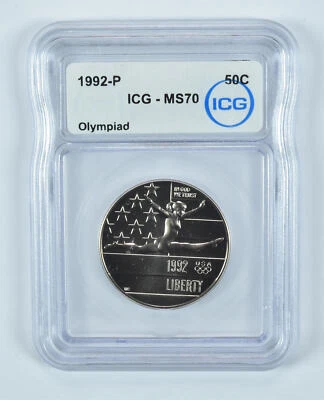 1992-P 50C
ICG - MS70
ICG
Olympiad
IN GOD
WE TRUST
1992 USA
LIBERTY